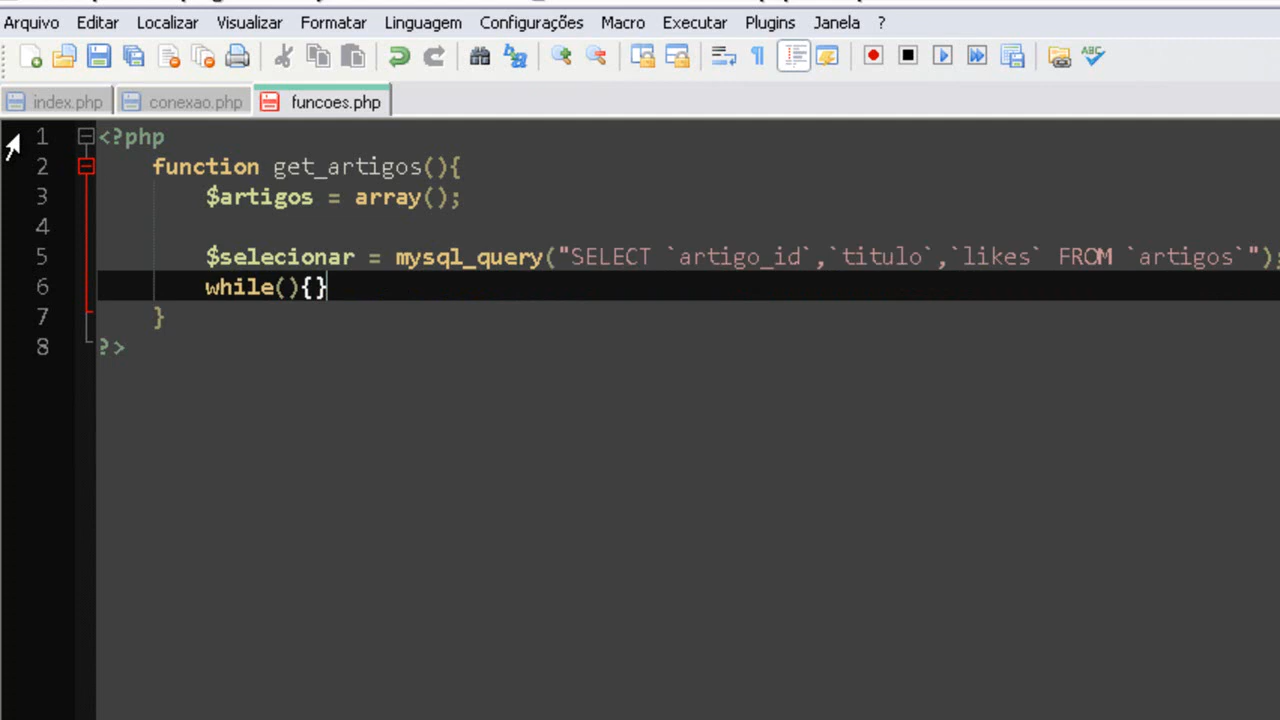 Arquivo Editar Localizar Visualizar Formatar Linguagem Configurações Macro Executar Plugins Janela ?
index.php conexao.php funcoes.php
1 <?php
2 function get_artigos(){
3 $artigos = array();
4
5 $selecionar = mysql_query("SELECT `artigo_id`,`titulo`,`likes` FROM `artigos`");
6 while(){}
7 }
8 ?>